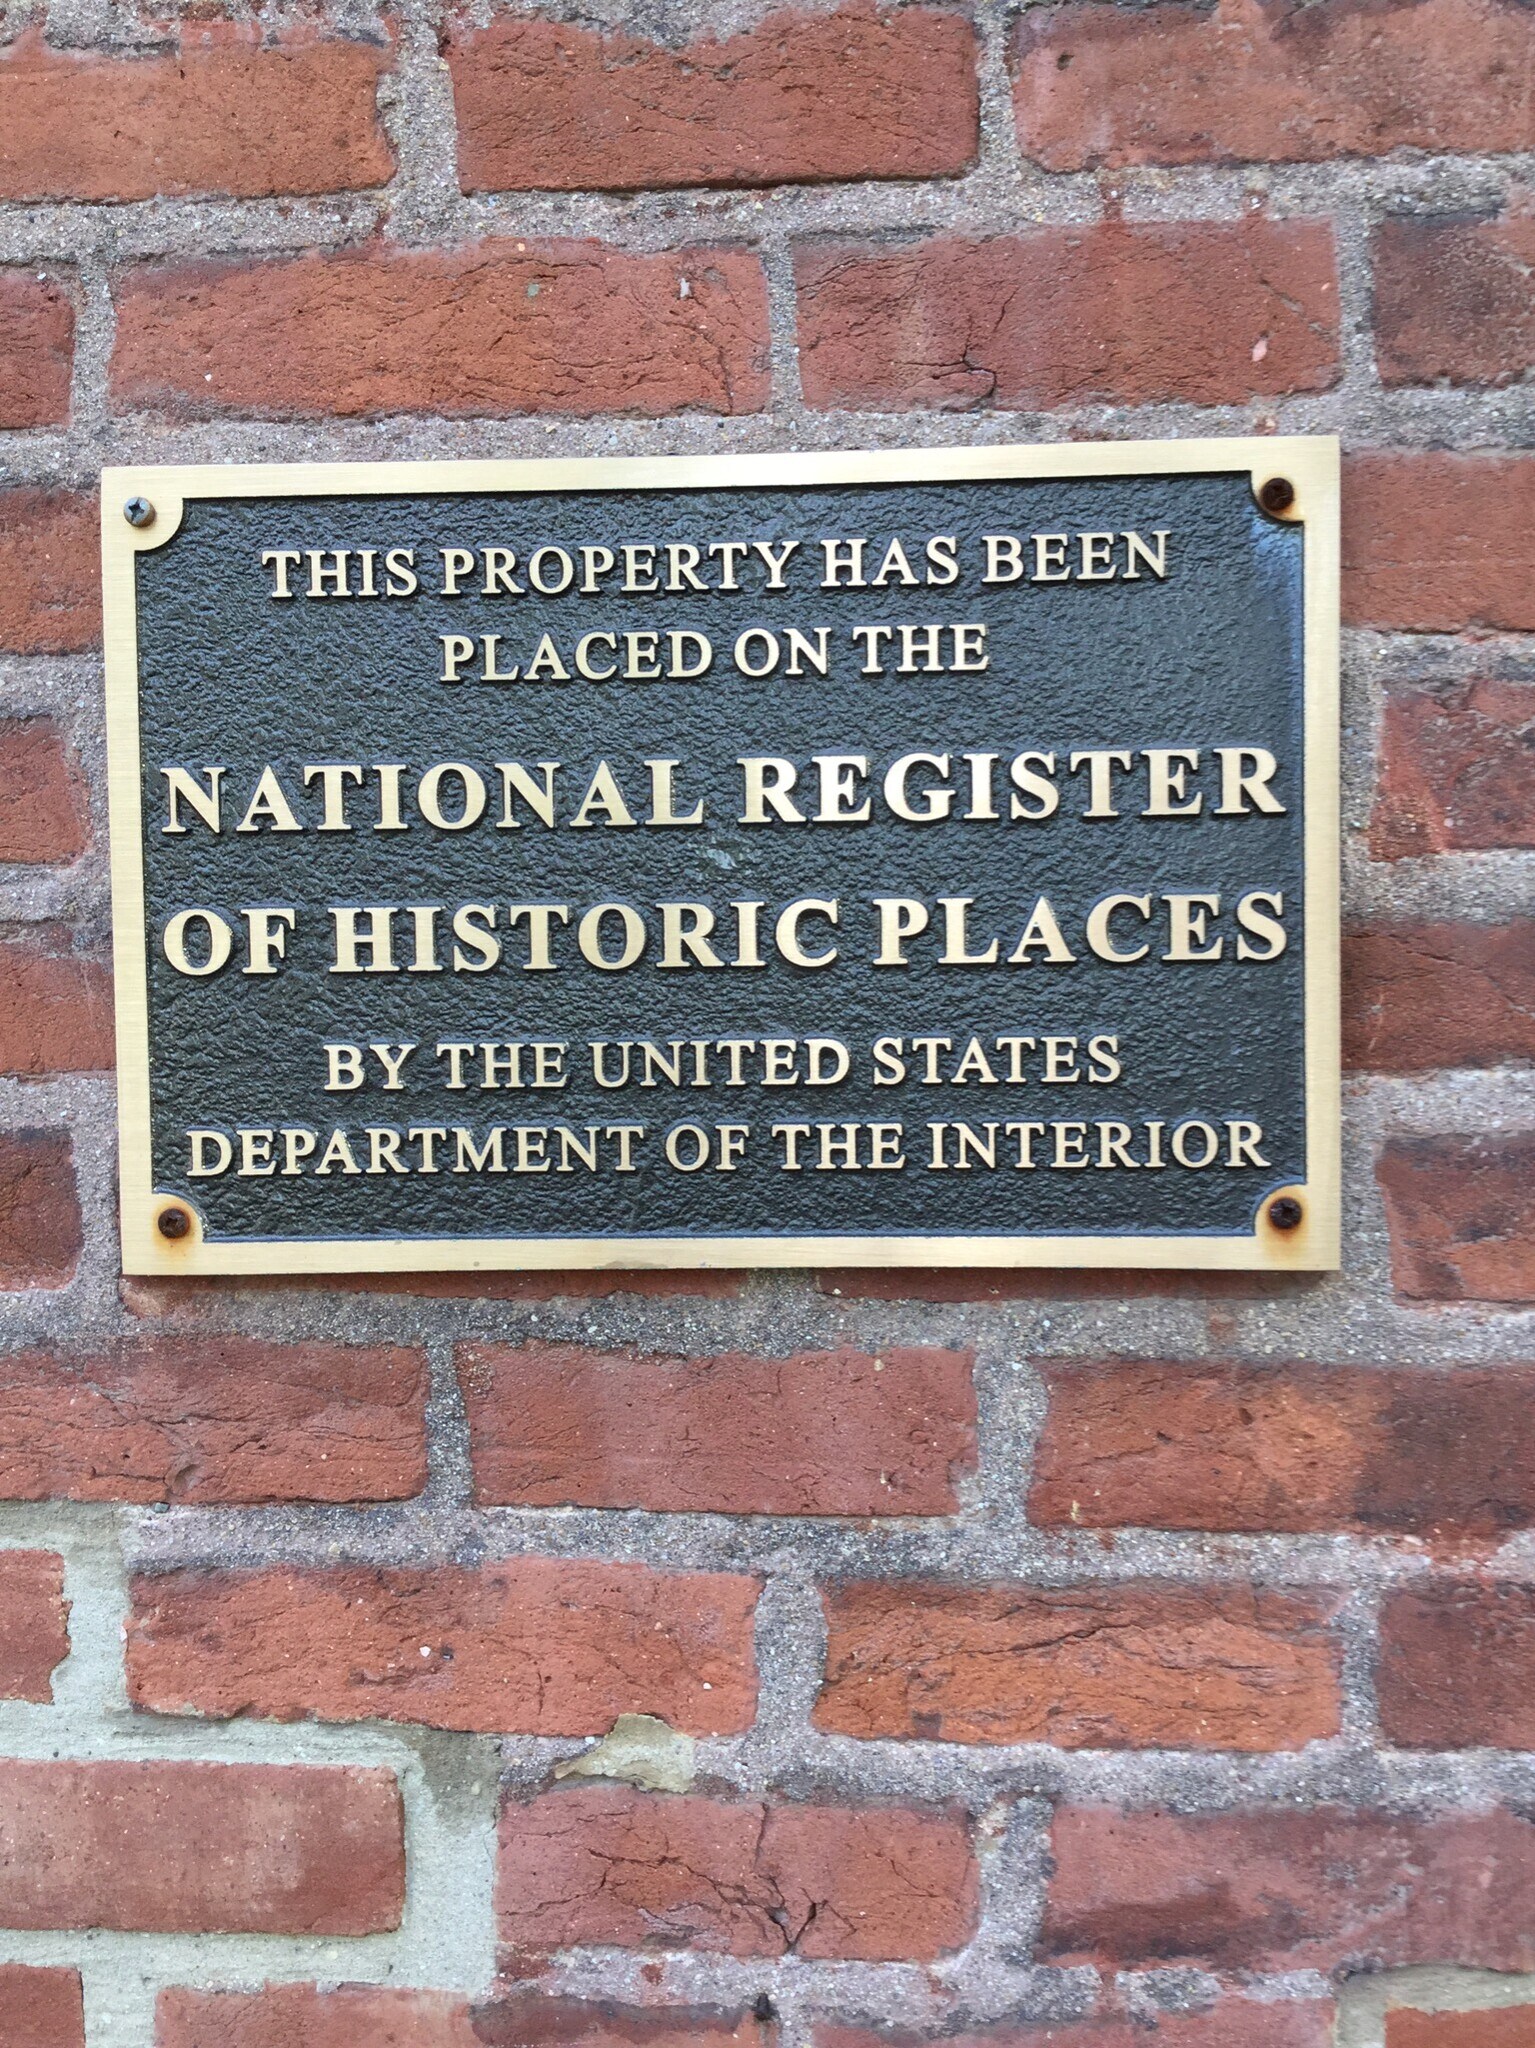 THIS PROPERTY HAS BEEN
PLACED ON THE
NATIONAL REGISTER
OF HISTORIC PLACES
BY THE UNITED STATES
DEPARTMENT OF THE INTERIOR